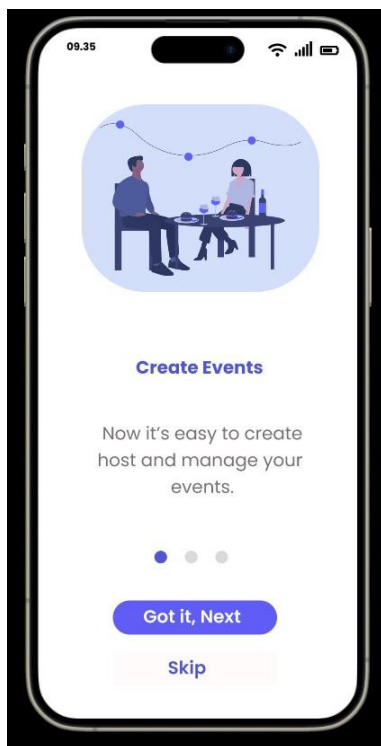 09.35
Create Events
Now it's easy to create
host and manage your
events.
Got it, Next
Skip